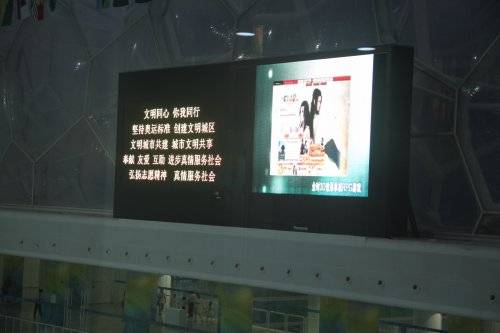 文明同心 你我同行
坚持奥运标准 创建文明城区
文明城市共建 城市文明共享
奉献 友爱 互助 进步真情服务社会
弘扬志愿精神 真情服务社会
Panasonic